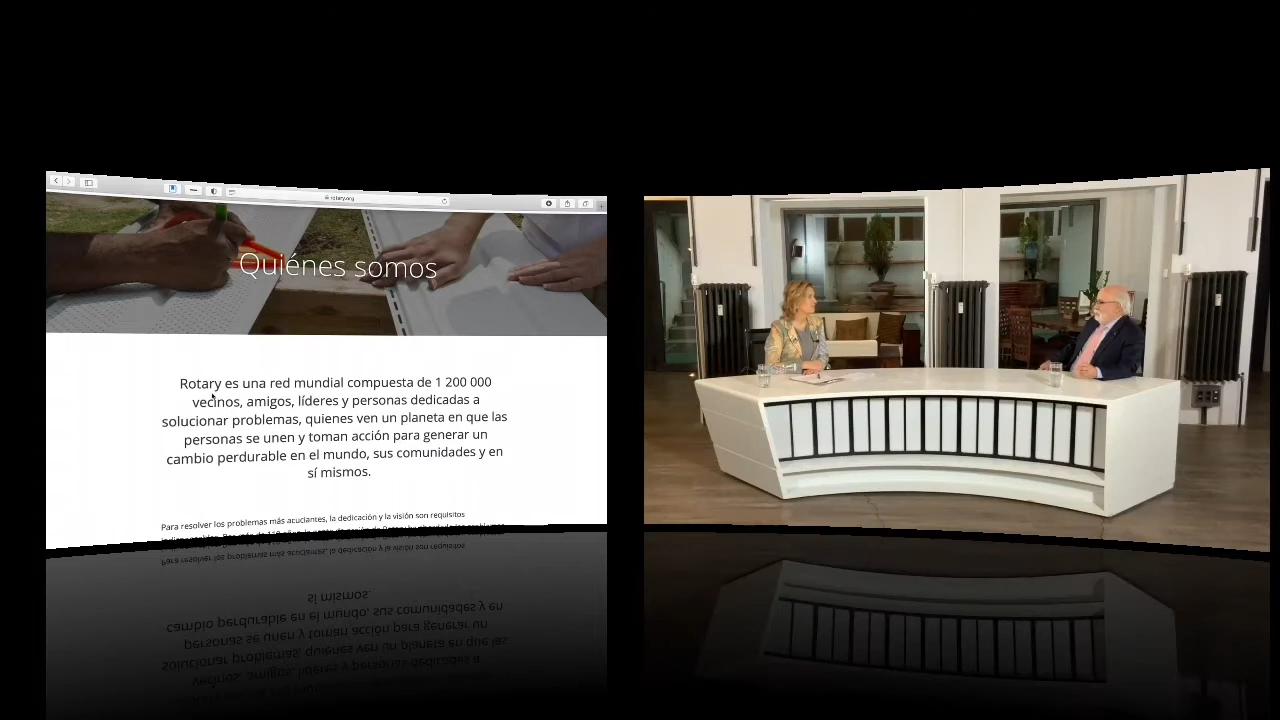 rotary.org
Quiénes somos
Rotary es una red mundial compuesta de 1 200 000
vecinos, amigos, líderes y personas dedicadas a
solucionar problemas, quienes ven un planeta en que las
personas se unen y toman acción para generar un
cambio perdurable en el mundo, sus comunidades y en
sí mismos.
Para resolver los problemas más acuciantes, la dedicación y la visión son requisitos